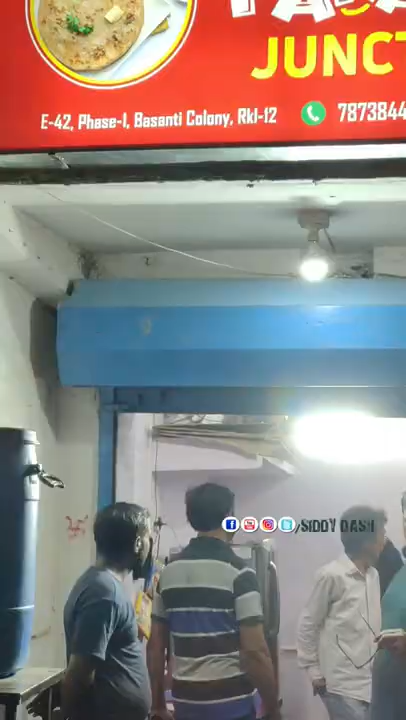 JUNCT
E-42, Phase-I, Basanti Colony, Rkl-12
7873844
/SIDDY DASH